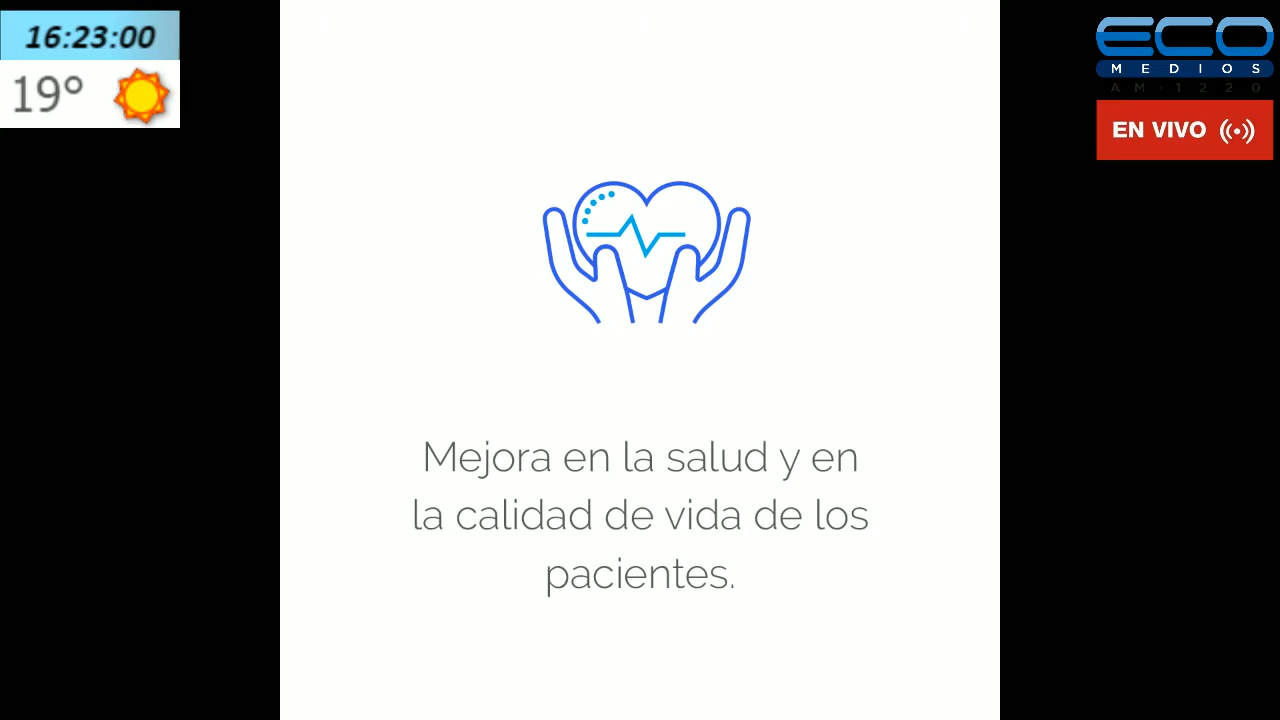 16:23:00
19°
ECO
MEDIOS
AM·1220
EN VIVO
Mejora en la salud y en
la calidad de vida de los
pacientes.